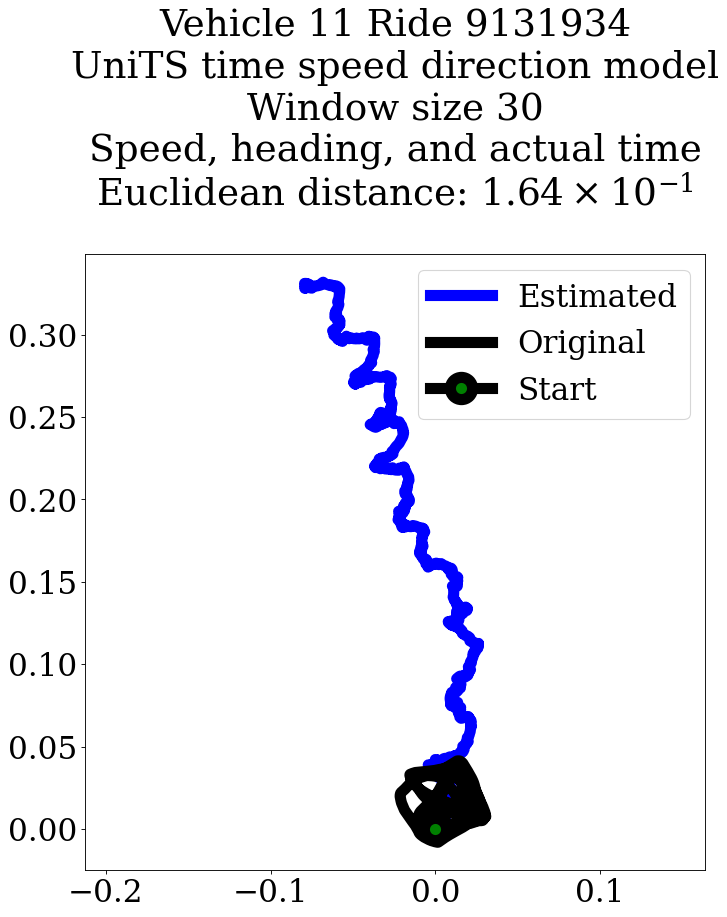 Vehicle 11 Ride 9131934
UniTS time speed direction model
Window size 30
Speed, heading, and actual time
Euclidean distance: 1.64 × 10⁻¹
Estimated
Original
Start
0.30
0.25
0.20
0.15
0.10
0.05
0.00
−0.2
−0.1
0.0
0.1